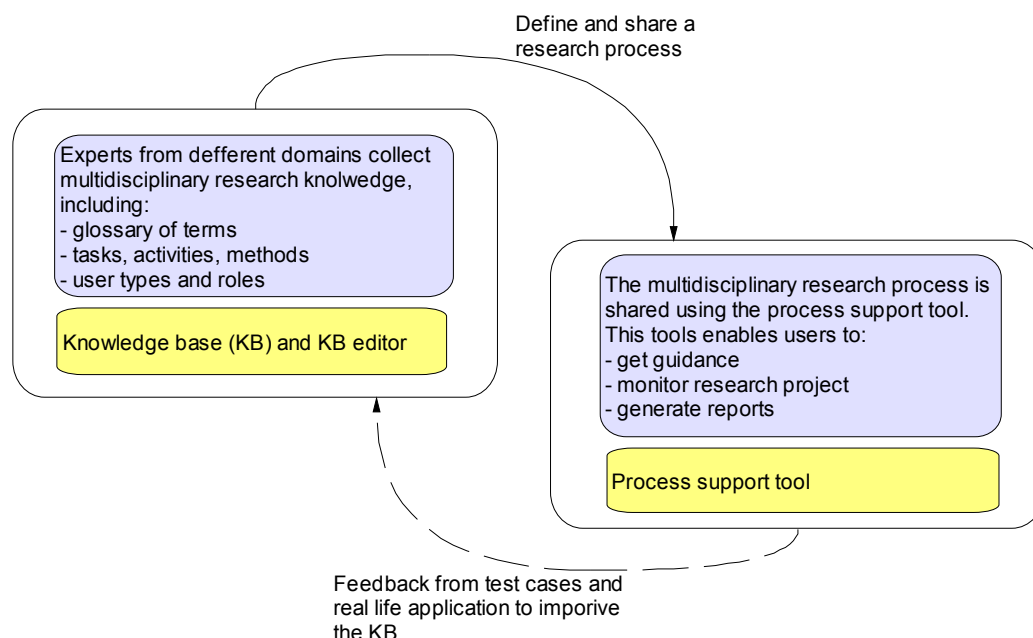 Define and share a
research process
Experts from defferent domains collect
multidisciplinary research knolwedge,
including:
- glossary of terms
- tasks, activities, methods
- user types and roles
Knowledge base (KB) and KB editor
The multidisciplinary research process is
shared using the process support tool.
This tools enables users to:
- get guidance
- monitor research project
- generate reports
Process support tool
Feedback from test cases and
real life application to imporive
the KB